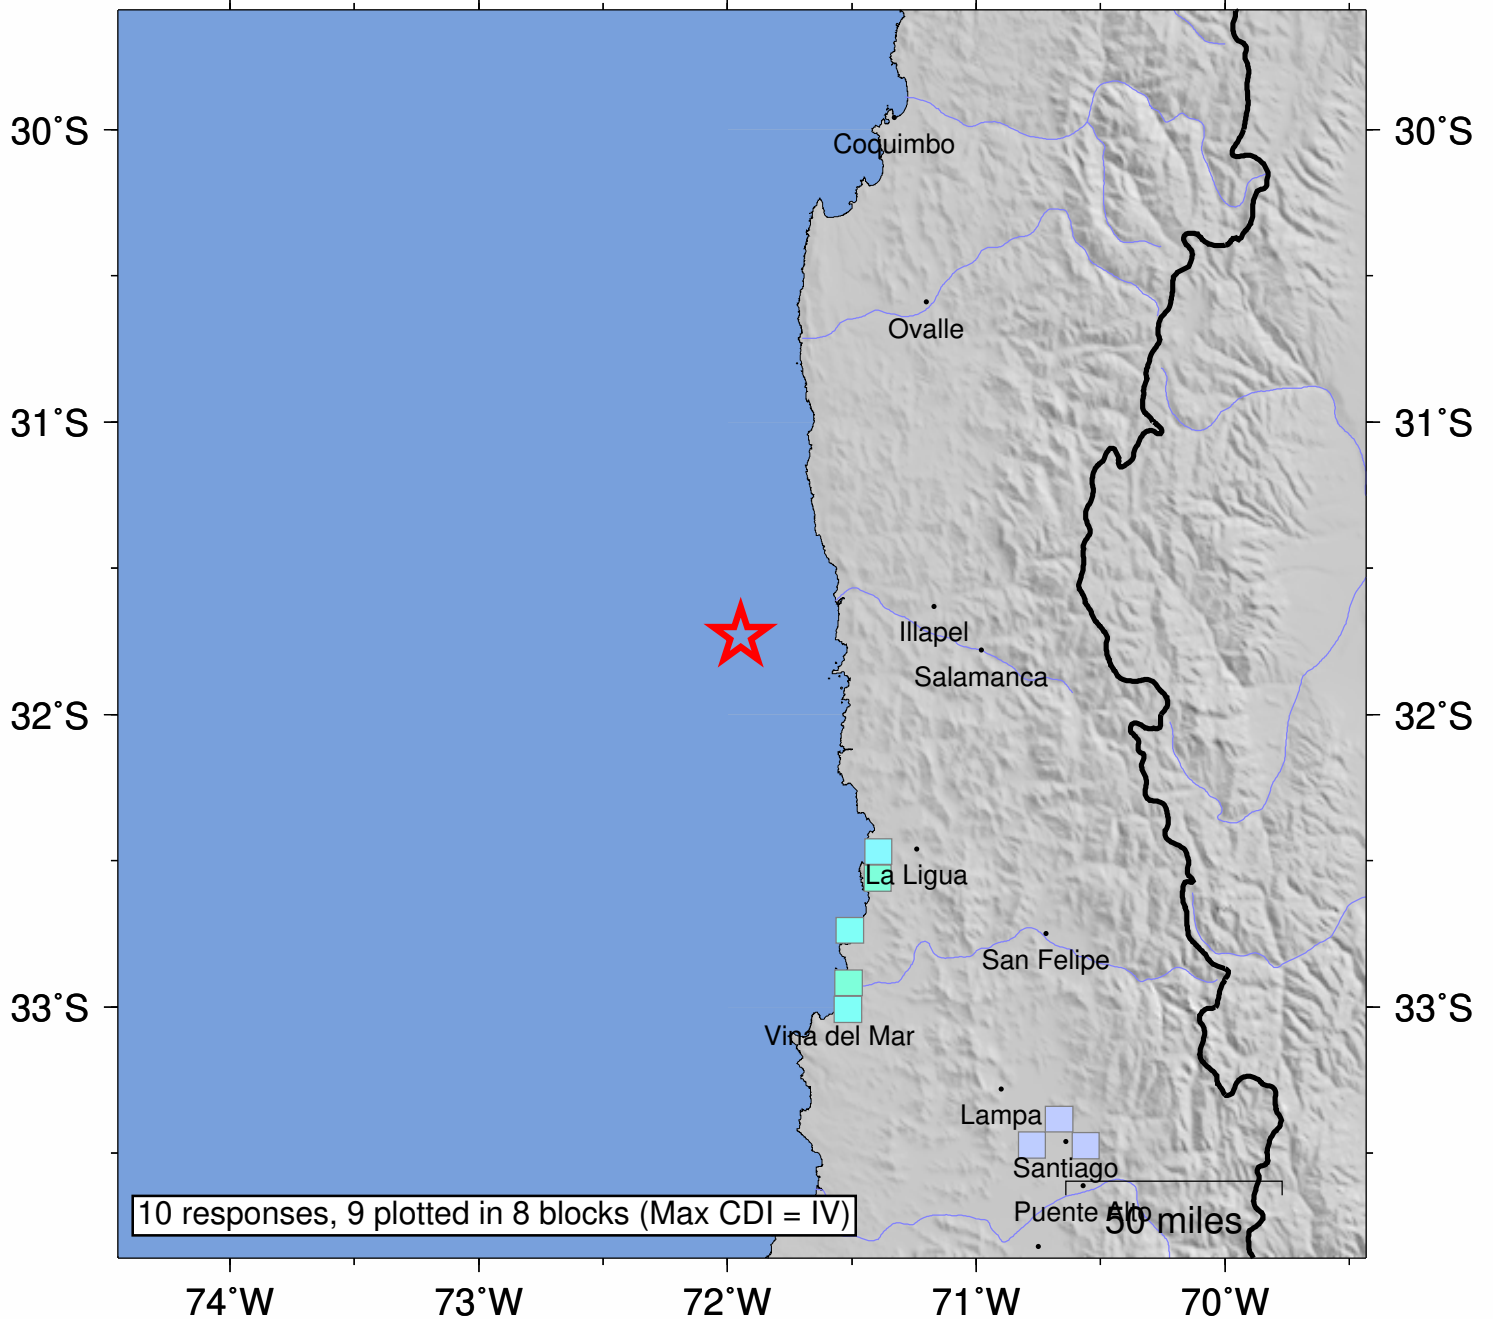 30°S
30°S
Coquimbo
Ovalle
31°S
31°S
Illapel
Salamanca
32°S
32°S
La Ligua
San Felipe
33°S
33°S
Vina del Mar
Lampa
Santiago
Puente Alto
50 miles
10 responses, 9 plotted in 8 blocks (Max CDI = IV)
74°W
73°W
72°W
71°W
70°W